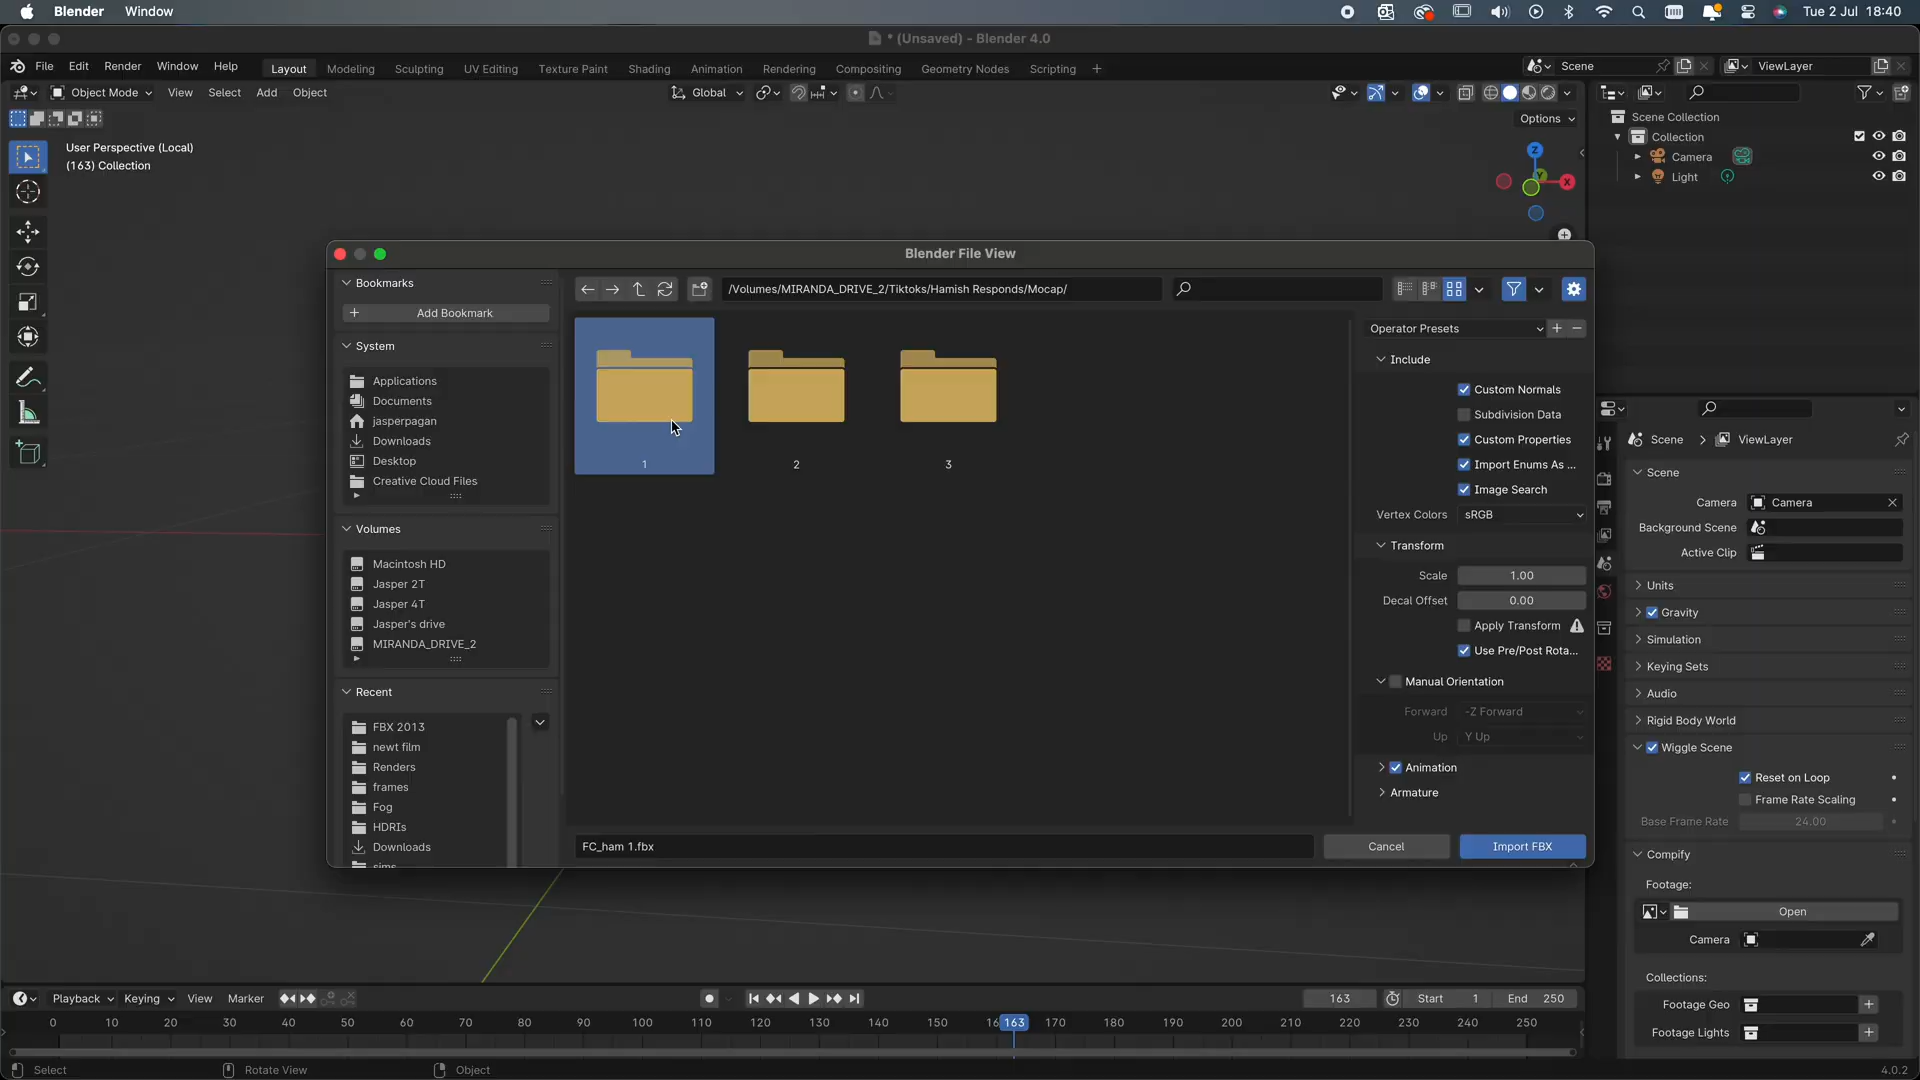 Blender Window Tue 2 Jul 18:40
* (Unsaved) - Blender 4.0
File Edit Render Window Help Layout Modeling Sculpting UV Editing Texture Paint Shading Animation Rendering Compositing Geometry Nodes Scripting + Scene ViewLayer
Object Mode View Select Add Object Global
Options
User Perspective (Local)
(163) Collection
Z
Y
X
Scene Collection
Collection
Camera
Light
Blender File View
Bookmarks
Add Bookmark
System
Applications
Documents
jasperpagan
Downloads
Desktop
Creative Cloud Files
Volumes
Macintosh HD
Jasper 2T
Jasper 4T
Jasper's drive
MIRANDA_DRIVE_2
Recent
FBX 2013
newt film
Renders
frames
Fog
HDRIs
Downloads
sims
/Volumes/MIRANDA_DRIVE_2/Tiktoks/Hamish Responds/Mocap/
1 2 3
FC_ham 1.fbx
Cancel
Import FBX
Operator Presets
Include
Custom Normals
Subdivision Data
Custom Properties
Import Enums As ...
Image Search
Vertex Colors sRGB
Transform
Scale 1.00
Decal Offset 0.00
Apply Transform
Use Pre/Post Rota...
Manual Orientation
Forward -Z Forward
Up Y Up
Animation
Armature
Scene ViewLayer
Scene
Camera Camera
Background Scene
Active Clip
Units
Gravity
Simulation
Keying Sets
Audio
Rigid Body World
Wiggle Scene
Reset on Loop
Frame Rate Scaling
Base Frame Rate 24.00
Compify
Footage:
Open
Camera
Collections:
Footage Geo
Footage Lights
Playback Keying View Marker 163 Start 1 End 250
0 10 20 30 40 50 60 70 80 90 100 110 120 130 140 150 16 163 170 180 190 200 210 220 230 240 250
Select Rotate View Object 4.0.2